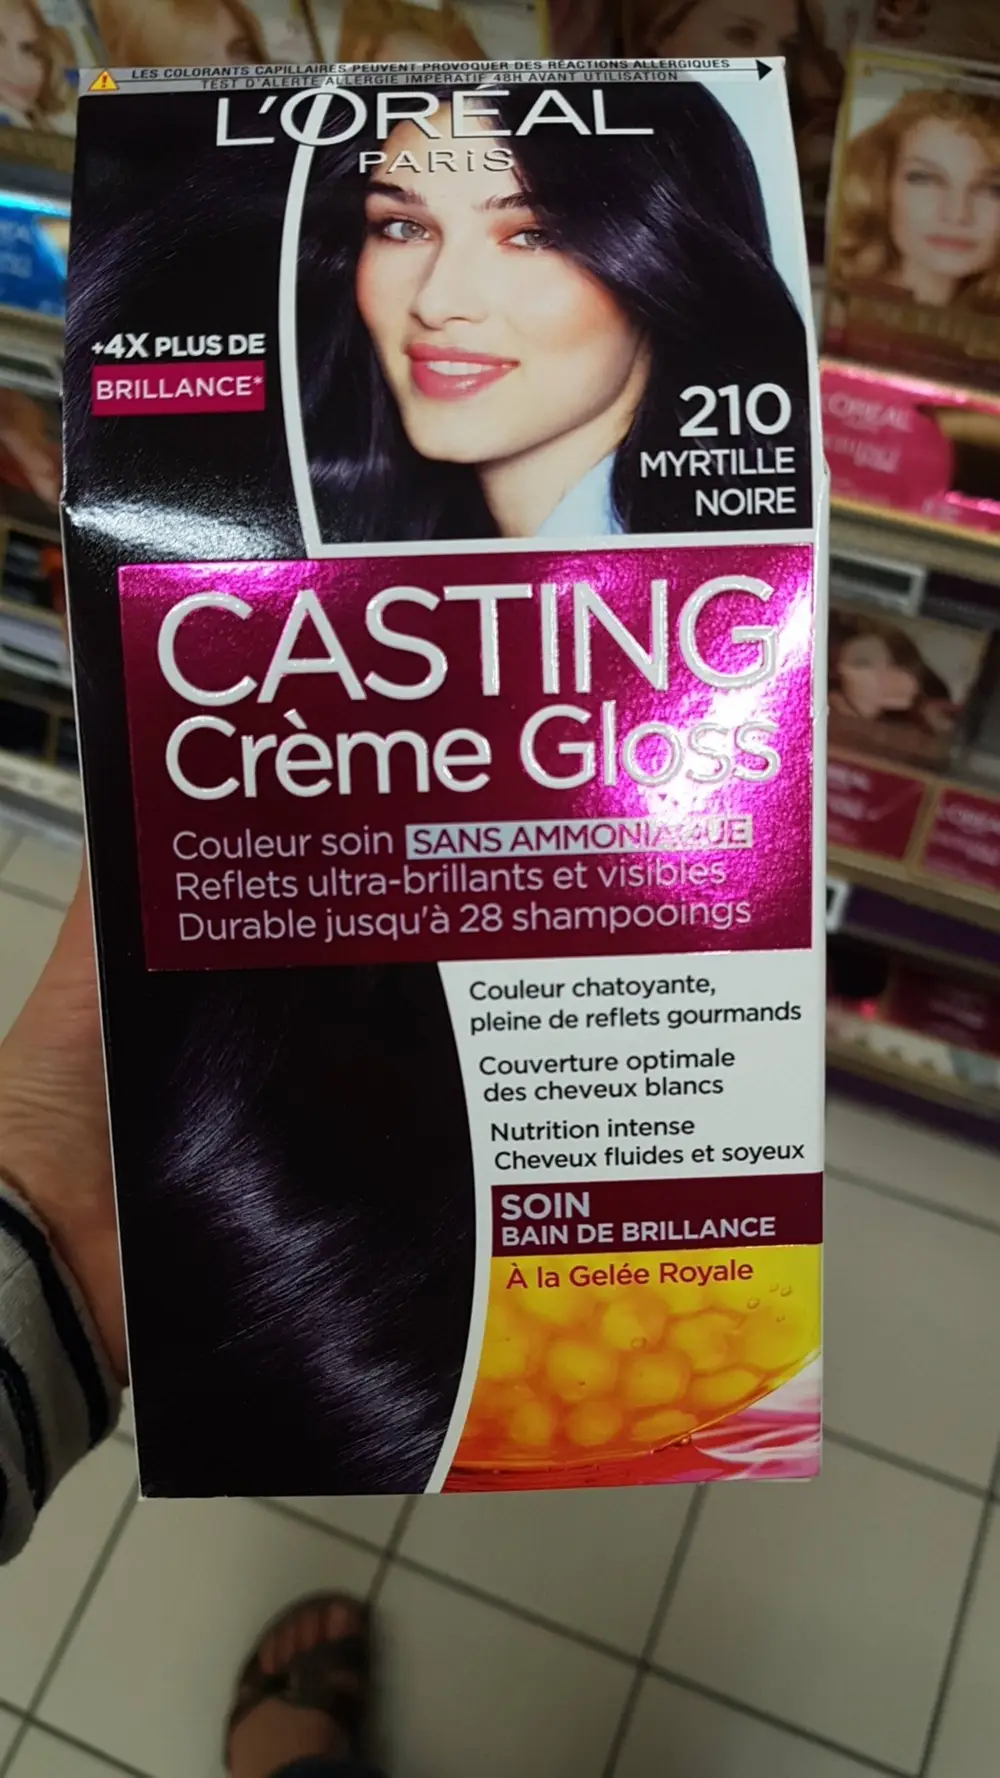 LES COLORANTS CAPILLAIRES PEUVENT PROVOQUER DES RÉACTIONS ALLERGIQUES
TEST D'ALERTE ALLERGIE IMPERATIF 48H AVANT UTILISATION
L'ORÉAL
PARiS
+4X PLUS DE
BRILLANCE*
210
MYRTILLE
NOIRE
CASTING
Crème Gloss
Couleur soin SANS AMMONIAQUE
Reflets ultra-brillants et visibles
Durable jusqu'à 28 shampooings
Couleur chatoyante,
pleine de reflets gourmands
Couverture optimale
des cheveux blancs
Nutrition intense
Cheveux fluides et soyeux
SOIN
BAIN DE BRILLANCE
À la Gelée Royale